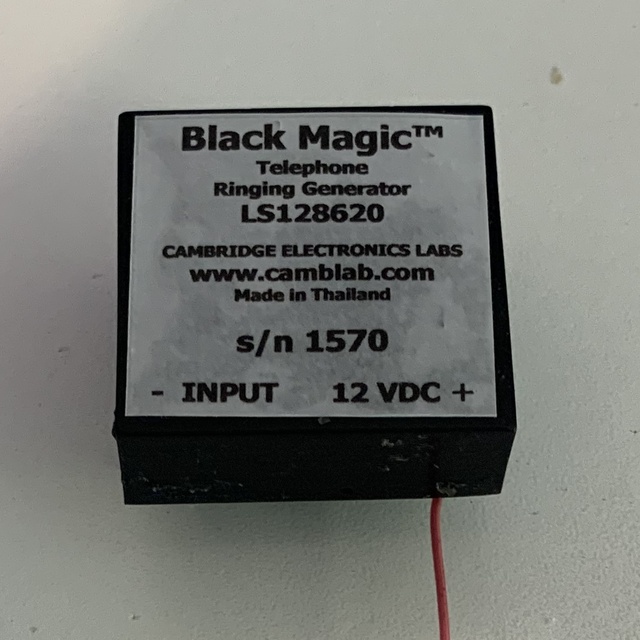 Black Magic™
Telephone
Ringing Generator
LS128620
CAMBRIDGE ELECTRONICS LABS
www.camblab.com
Made in Thailand
s/n 1570
- INPUT 12 VDC +